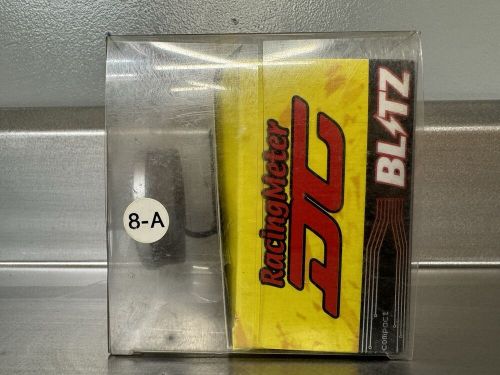 8-A
RacingMeter
DC
BLITZ
compact